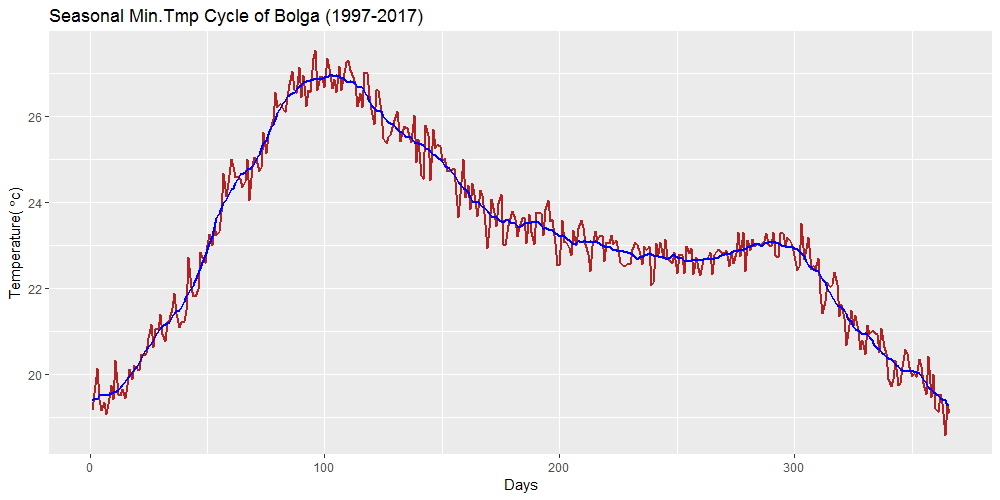 Seasonal Min.Tmp Cycle of Bolga (1997-2017)
Temperature( °c)
26
24
22
20
0
100
200
300
Days